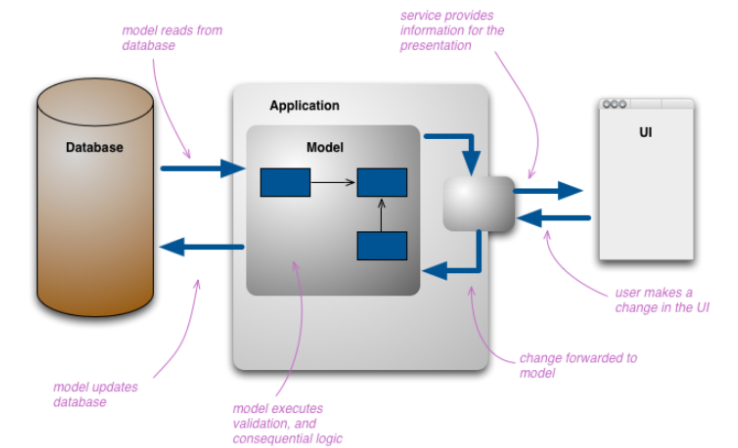 model reads from
database
service provides
information for the
presentation
Application
Database
Model
UI
user makes a
change in the UI
change forwarded to
model
model updates
database
model executes
validation, and
consequential logic